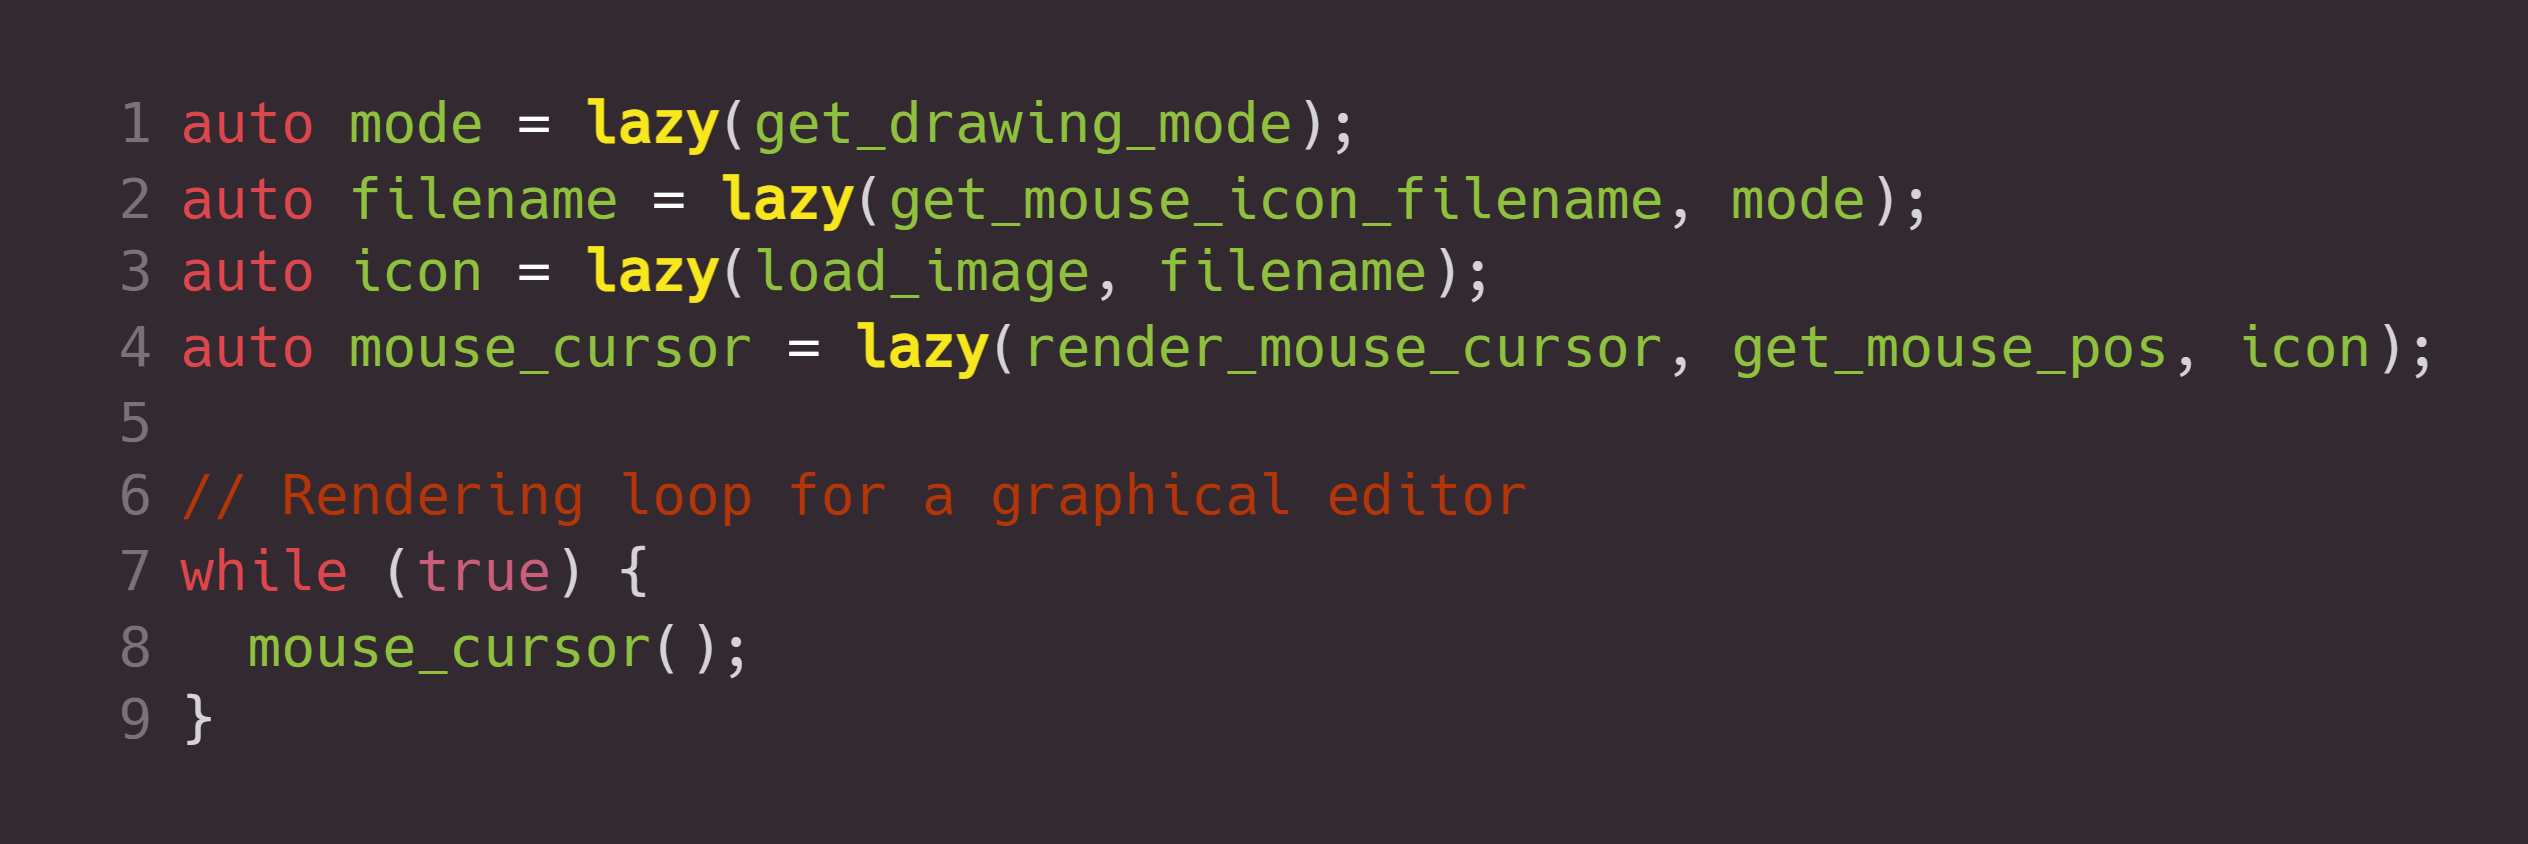 1 auto mode = lazy(get_drawing_mode);
2 auto filename = lazy(get_mouse_icon_filename, mode);
3 auto icon = lazy(load_image, filename);
4 auto mouse_cursor = lazy(render_mouse_cursor, get_mouse_pos, icon);
5
6 // Rendering loop for a graphical editor
7 while (true) {
8   mouse_cursor();
9 }